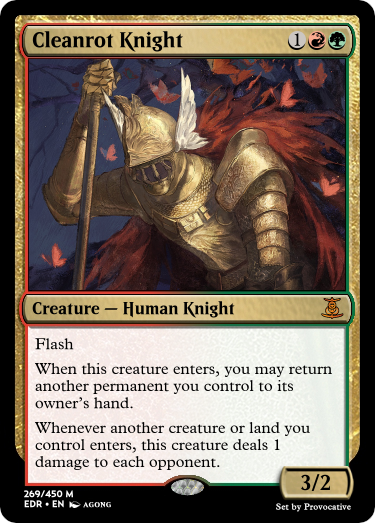 Cleanrot Knight 1
Creature — Human Knight
Flash
When this creature enters, you may return
another permanent you control to its
owner's hand.
Whenever another creature or land you
control enters, this creature deals 1
damage to each opponent.
3/2
269/450 M
EDR • EN AGONG
Set by Provocative